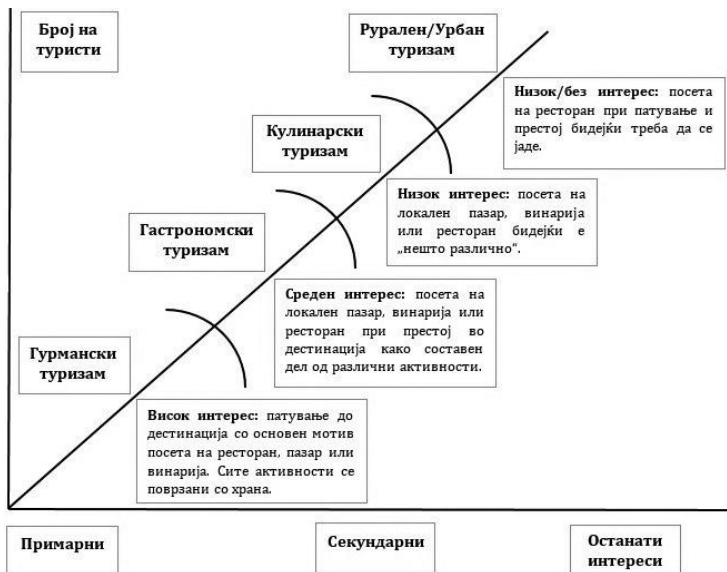 Број на
туристи
Рурален/Урбан
туризам
Низок/без интерес: посета
на ресторан при патување и
престој бидејќи треба да се
јаде.
Кулинарски
туризам
Низок интерес: посета на
локален пазар, винарија
или ресторан бидејќи е
„нешто различно“.
Гастрономски
туризам
Среден интерес: посета на
локален пазар, винарија или
ресторан при престој во
дестинација како составен
дел од различни активности.
Гурмански
туризам
Висок интерес: патување до
дестинација со основен мотив
посета на ресторан, пазар или
винарија. Сите активности се
поврзани со храна.
Примарни
Секундарни
Останати
интереси